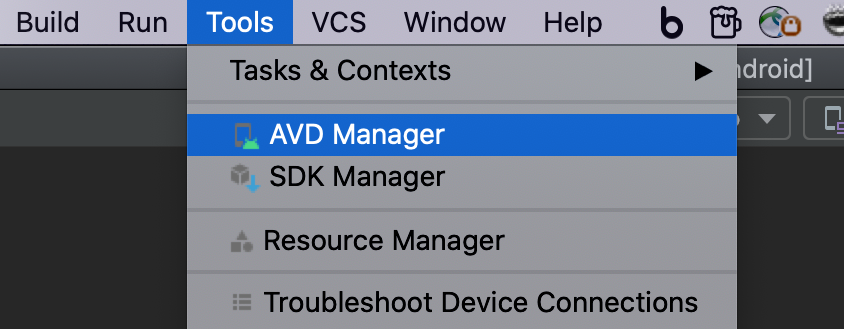 Build Run Tools VCS Window Help
Tasks & Contexts
ndroid]
AVD Manager
SDK Manager
Resource Manager
Troubleshoot Device Connections